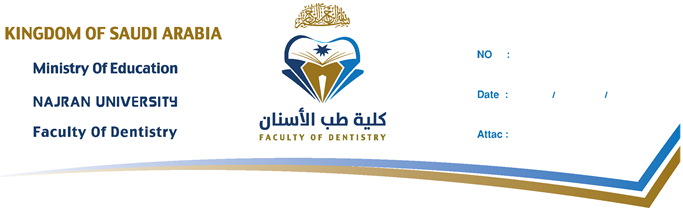 KINGDOM OF SAUDI ARABIA
Ministry Of Education
NAJRAN UNIVERSITY
Faculty Of Dentistry
كلية طب الأسنان
FACULTY OF DENTISTRY
NO :
Date : / /
Attac :